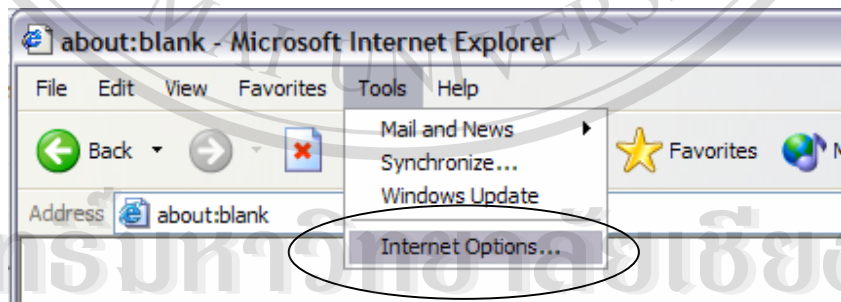 about:blank - Microsoft Internet Explorer
File Edit View Favorites Tools Help
Mail and News
Back Synchronize... Favorites
Windows Update
Address about:blank
Internet Options...